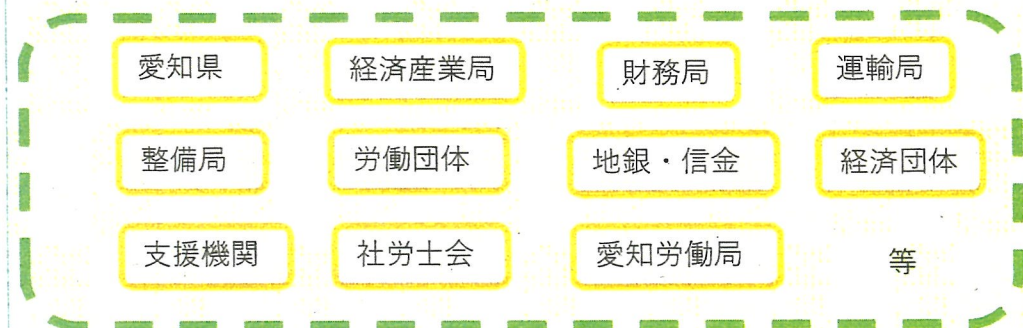 愛知県 経済産業局 財務局 運輸局
整備局 労働団体 地銀・信金 経済団体
支援機関 社労士会 愛知労働局 等